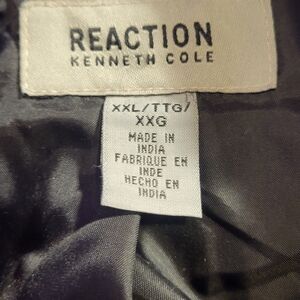 REACTION
KENNETH COLE
XXL/TTG/
XXG
MADE IN
INDIA
FABRIQUE EN
INDE
HECHO EN
INDIA